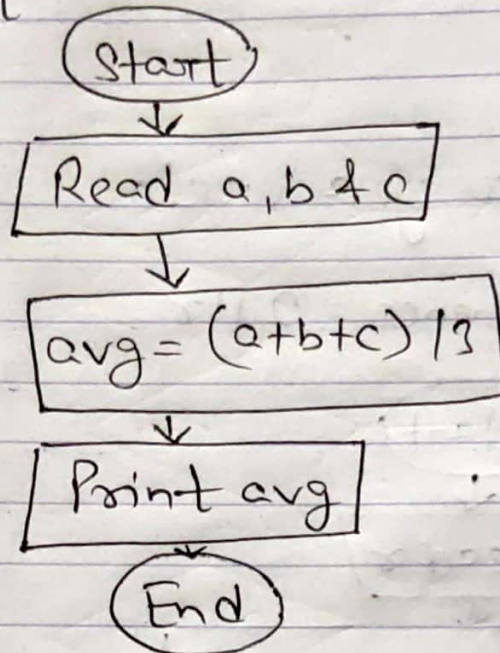 Start
Read a, b & c
avg = (a+b+c) / 3
Print avg
End